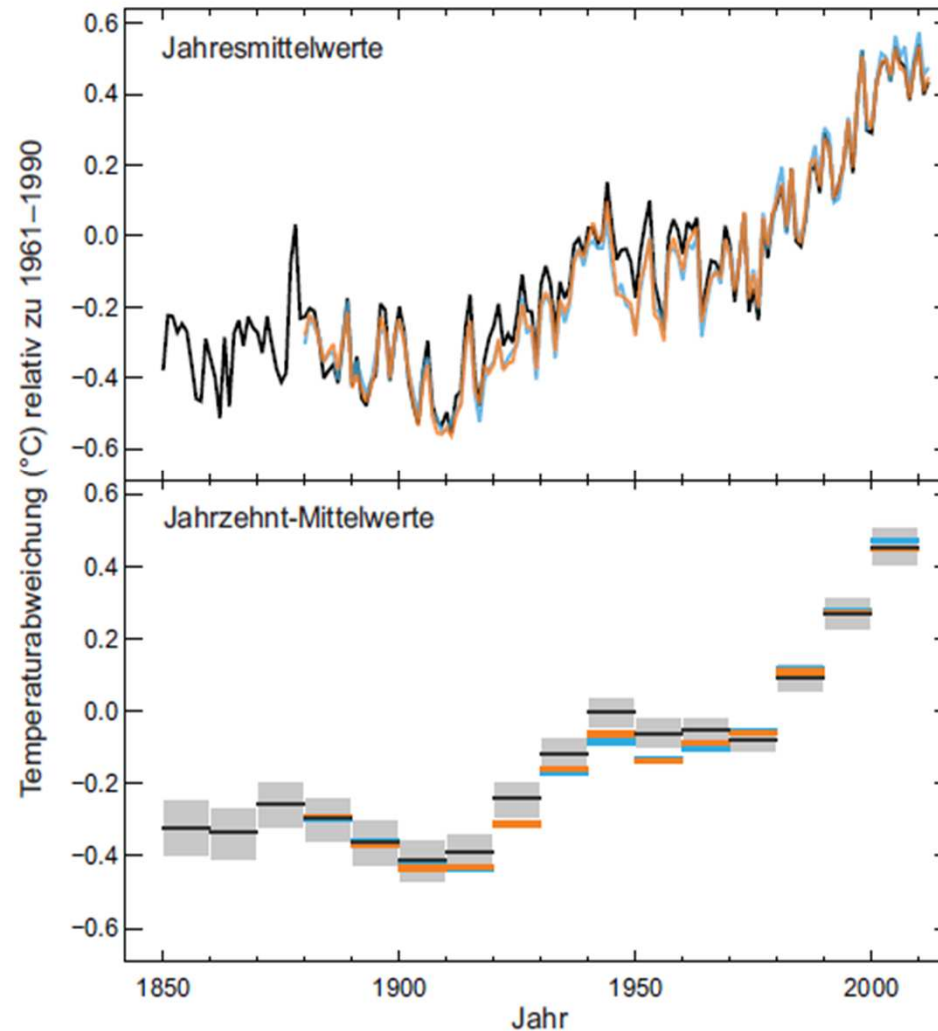 Temperaturabweichung (°C) relativ zu 1961–1990
Jahresmittelwerte
0.6
0.4
0.2
0.0
−0.2
−0.4
−0.6
Jahrzehnt-Mittelwerte
0.6
0.4
0.2
0.0
−0.2
−0.4
−0.6
1850 1900 1950 2000
Jahr